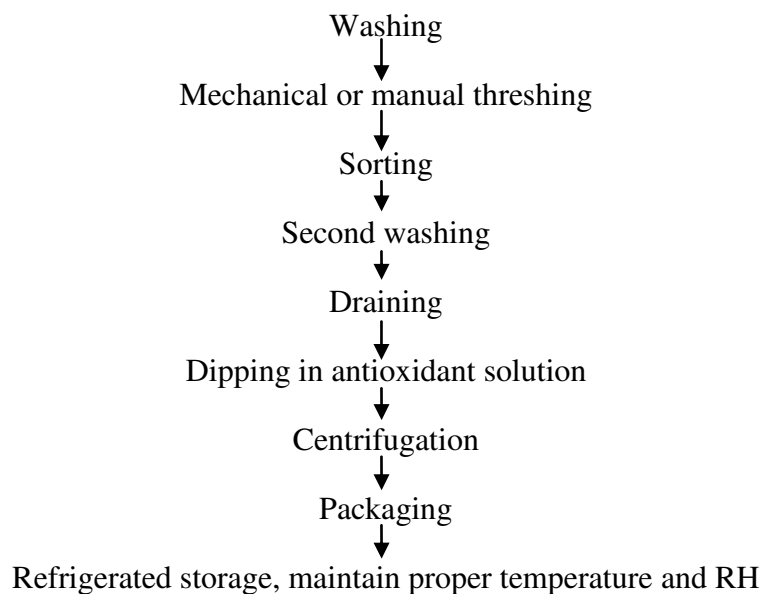 Washing
Mechanical or manual threshing
Sorting
Second washing
Draining
Dipping in antioxidant solution
Centrifugation
Packaging
Refrigerated storage, maintain proper temperature and RH